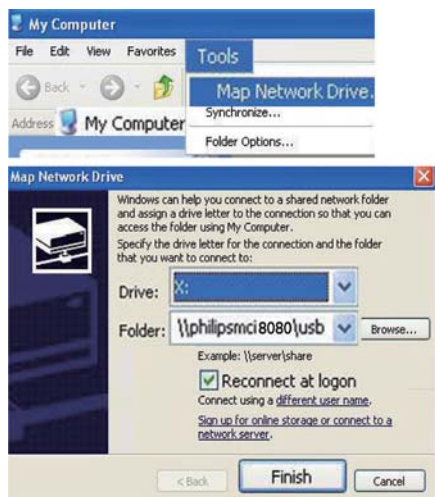 My Computer
File Edit View Favorites Tools
Back
Map Network Drive.
Synchronize...
Address My Computer
Folder Options...
Map Network Drive
Windows can help you connect to a shared network folder
and assign a drive letter to the connection so that you can
access the folder using My Computer.
Specify the drive letter for the connection and the folder
that you want to connect to:
Drive: X:
Folder: \\philipsmci8080\usb Browse...
Example: \\server\share
Reconnect at logon
Connect using a different user name.
Sign up for online storage or connect to a
network server.
< Back Finish Cancel